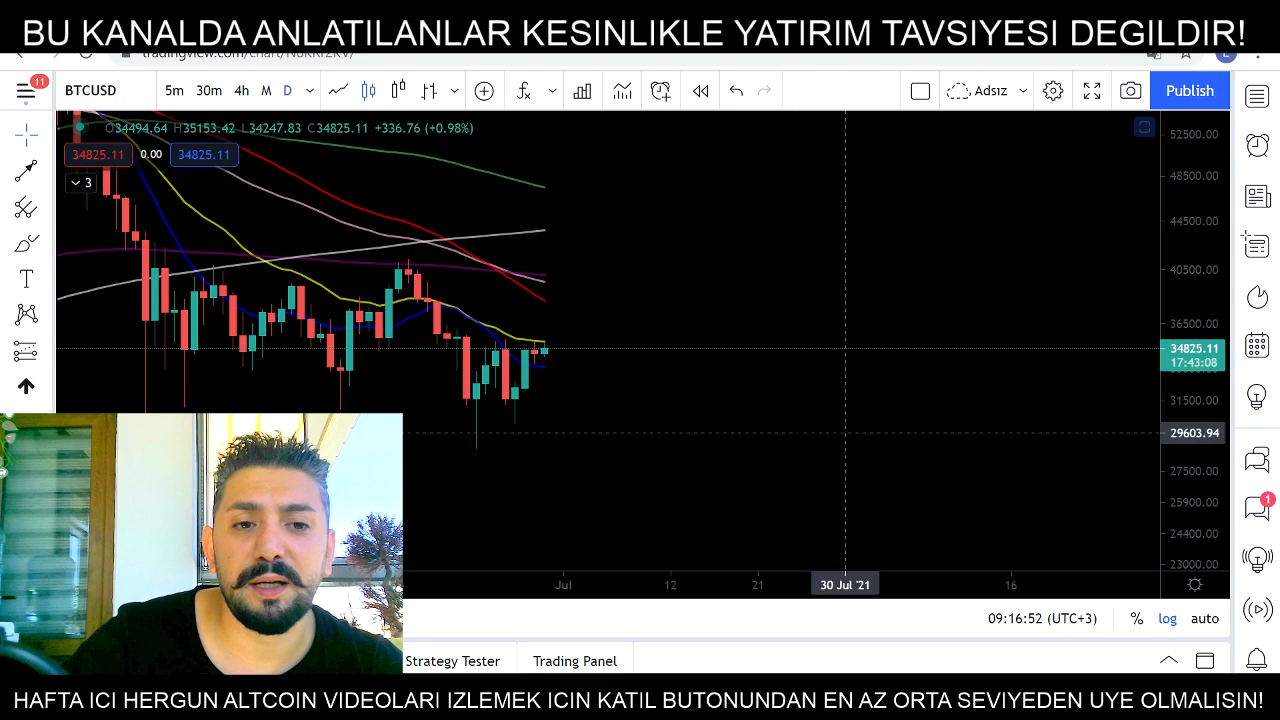 BU KANALDA ANLATILANLAR KESINLIKLE YATIRIM TAVSIYESI DEGILDIR!
11
BTCUSD
5m 30m 4h M D
Adsız
Publish
O34494.64 H35153.42 L34247.83 C34825.11 +336.76 (+0.98%)
34825.11 0.00 34825.11
3
52500.00
48500.00
44500.00
40500.00
36500.00
34825.11
17:43:08
31500.00
29603.94
27500.00
25900.00
24400.00
23000.00
1
Jul 12 21 30 Jul '21 16
09:16:52 (UTC+3) % log auto
Strategy Tester Trading Panel
HAFTA ICI HERGUN ALTCOIN VIDEOLARI IZLEMEK ICIN KATIL BUTONUNDAN EN AZ ORTA SEVIYEDEN UYE OLMALISIN!